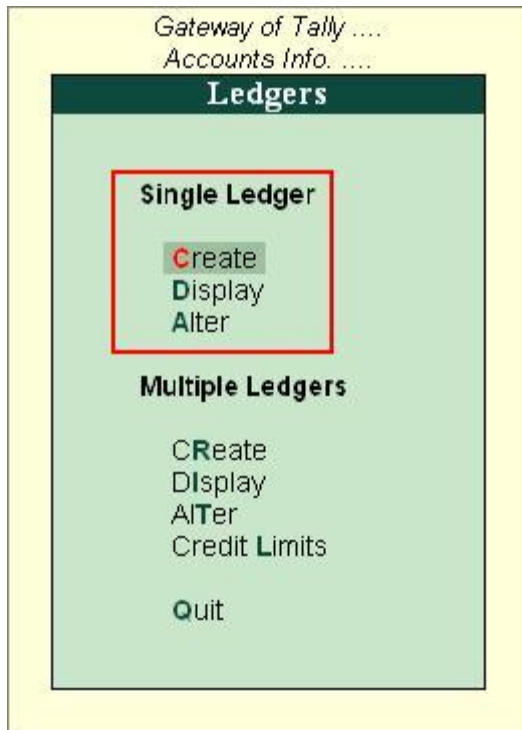 Gateway of Tally ....
Accounts Info. ....
Ledgers
Single Ledger
Create
Display
Alter
Multiple Ledgers
CReate
DIsplay
AlTer
Credit Limits
Quit